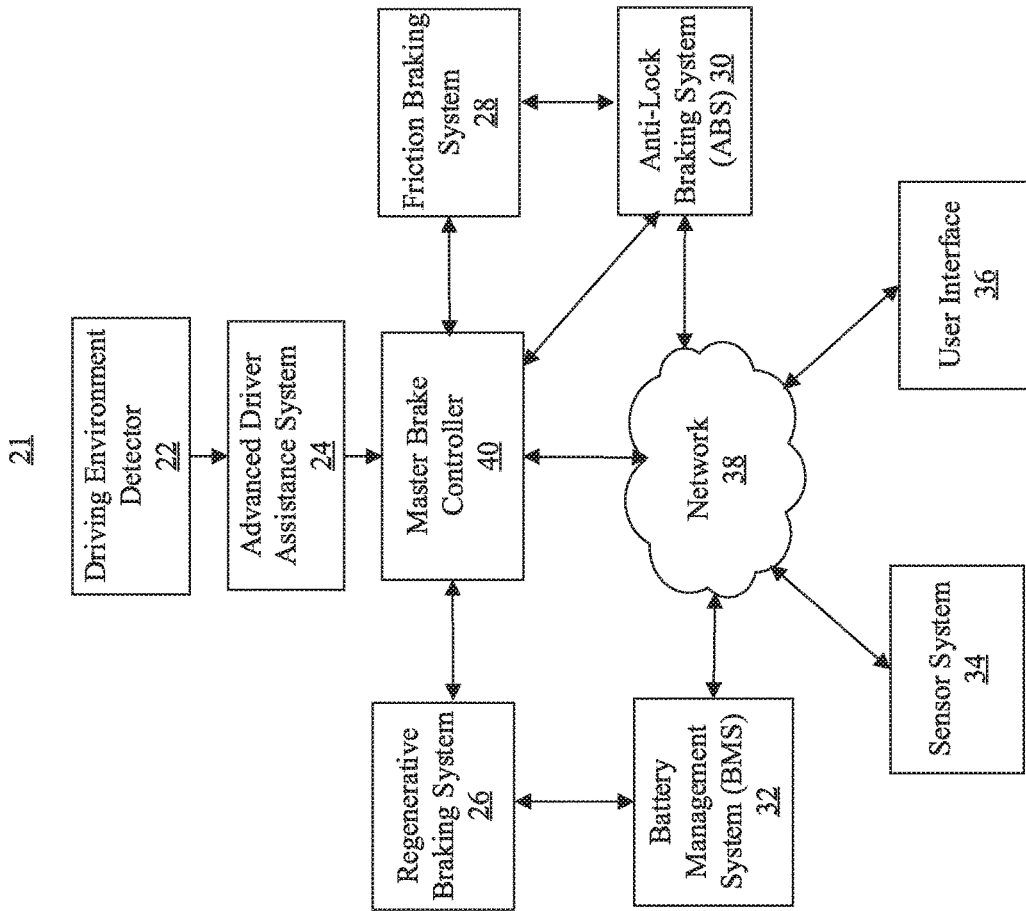 21
Driving Environment
Detector
22
Advanced Driver
Assistance System
24
Regenerative
Braking System
26
Master Brake
Controller
40
Friction Braking
System
28
Battery
Management
System (BMS)
32
Network
38
Anti-Lock
Braking System
(ABS) 30
Sensor System
34
User Interface
36